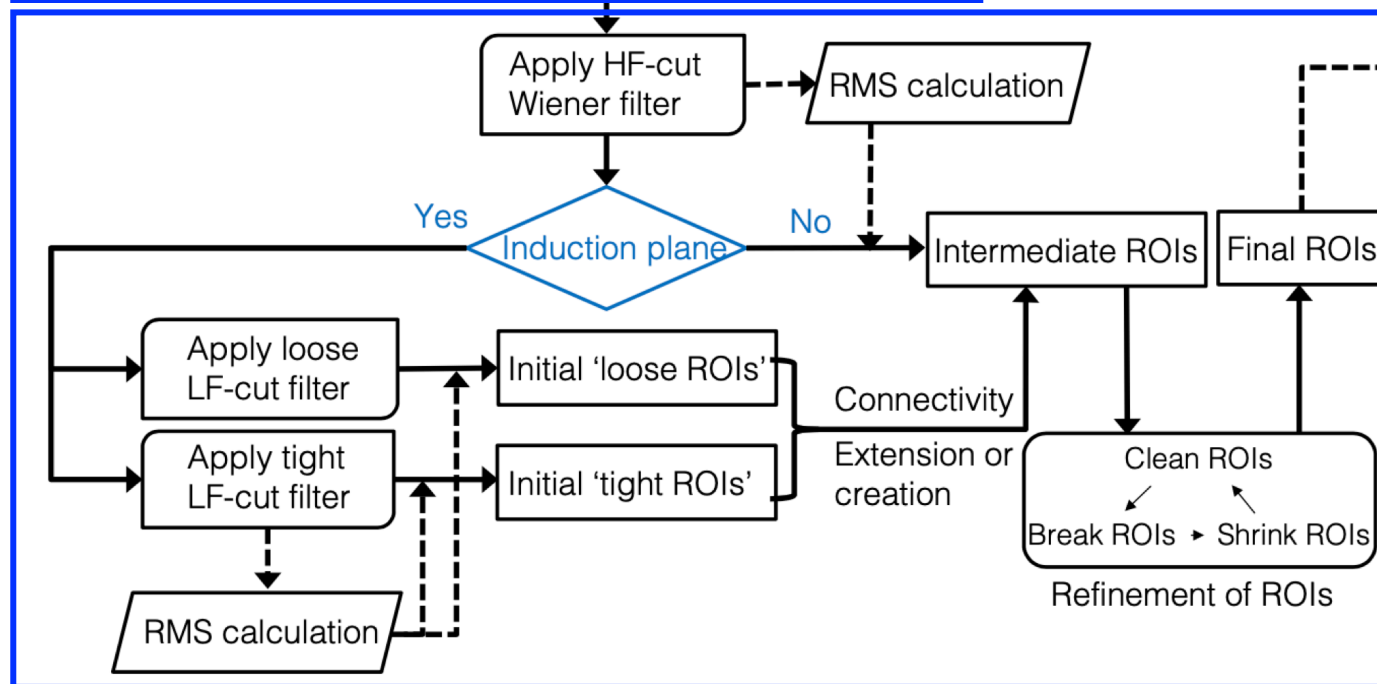 Apply HF-cut
Wiener filter
RMS calculation
Yes
Induction plane
No
Intermediate ROIs
Final ROIs
Apply loose
LF-cut filter
Initial ‘loose ROIs’
Connectivity
Apply tight
LF-cut filter
Initial ‘tight ROIs’
Extension or
creation
Clean ROIs
Break ROIs
Shrink ROIs
Refinement of ROIs
RMS calculation